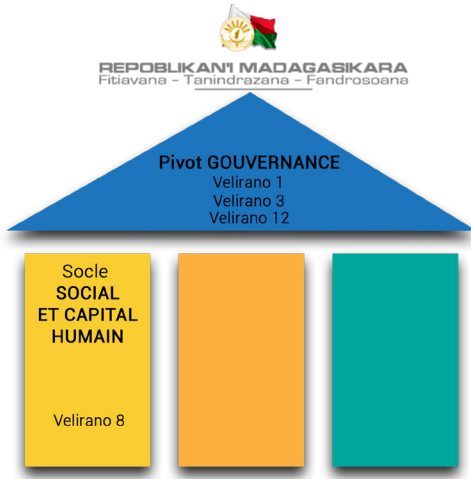 REPOBLIKAN'I MADAGASIKARA
Fitiavana - Tanindrazana - Fandrosoana
Pivot GOUVERNANCE
Velirano 1
Velirano 3
Velirano 12
Socle
SOCIAL
ET CAPITAL
HUMAIN
Velirano 8